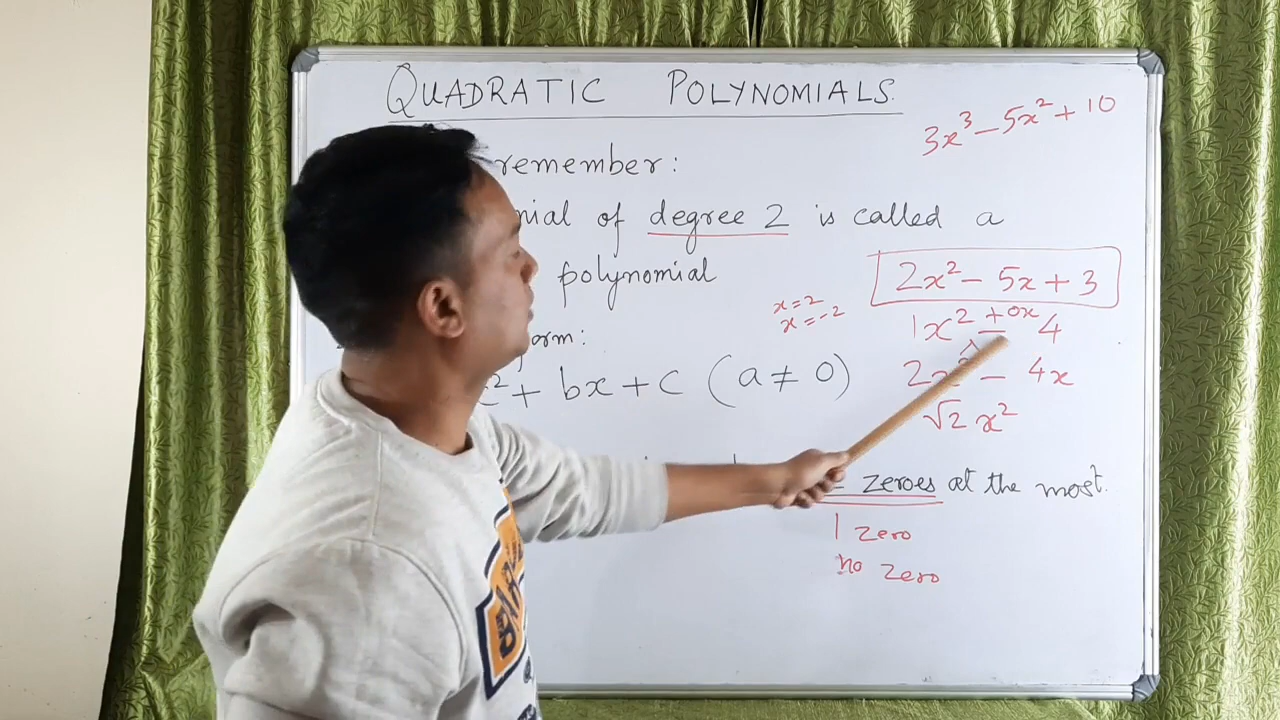 QUADRATIC POLYNOMIALS
3x³ – 5x² + 10
remember:
of degree 2 is called a
polynomial
2x² – 5x + 3
x = 2
x = –2
1x² + 0x – 4
2x² – 4x
+ bx + c (a ≠ 0)
√2 x²
zeroes at the most.
1 zero
no zero